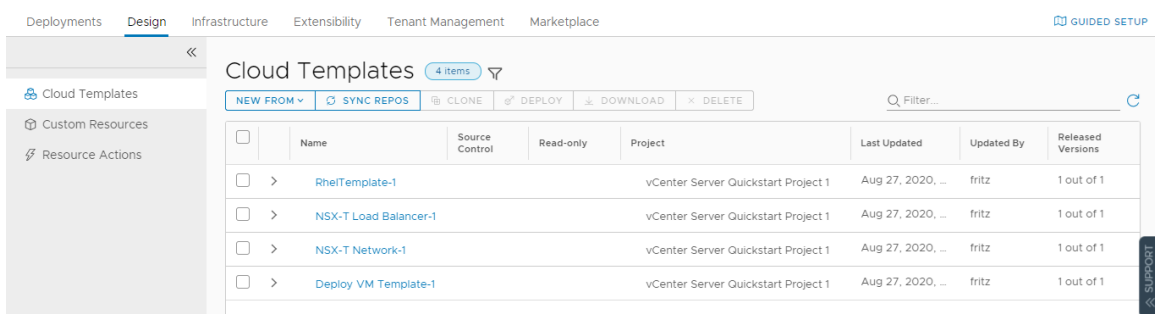 Deployments Design Infrastructure Extensibility Tenant Management Marketplace GUIDED SETUP
Cloud Templates
Custom Resources
Resource Actions
Cloud Templates 4 items
NEW FROM SYNC REPOS CLONE DEPLOY DOWNLOAD DELETE Filter...
Name Source Control Read-only Project Last Updated Updated By Released Versions
RhelTemplate-1 vCenter Server Quickstart Project 1 Aug 27, 2020, ... fritz 1 out of 1
NSX-T Load Balancer-1 vCenter Server Quickstart Project 1 Aug 27, 2020, ... fritz 1 out of 1
NSX-T Network-1 vCenter Server Quickstart Project 1 Aug 27, 2020, ... fritz 1 out of 1
Deploy VM Template-1 vCenter Server Quickstart Project 1 Aug 27, 2020, ... fritz 1 out of 1
SUPPORT